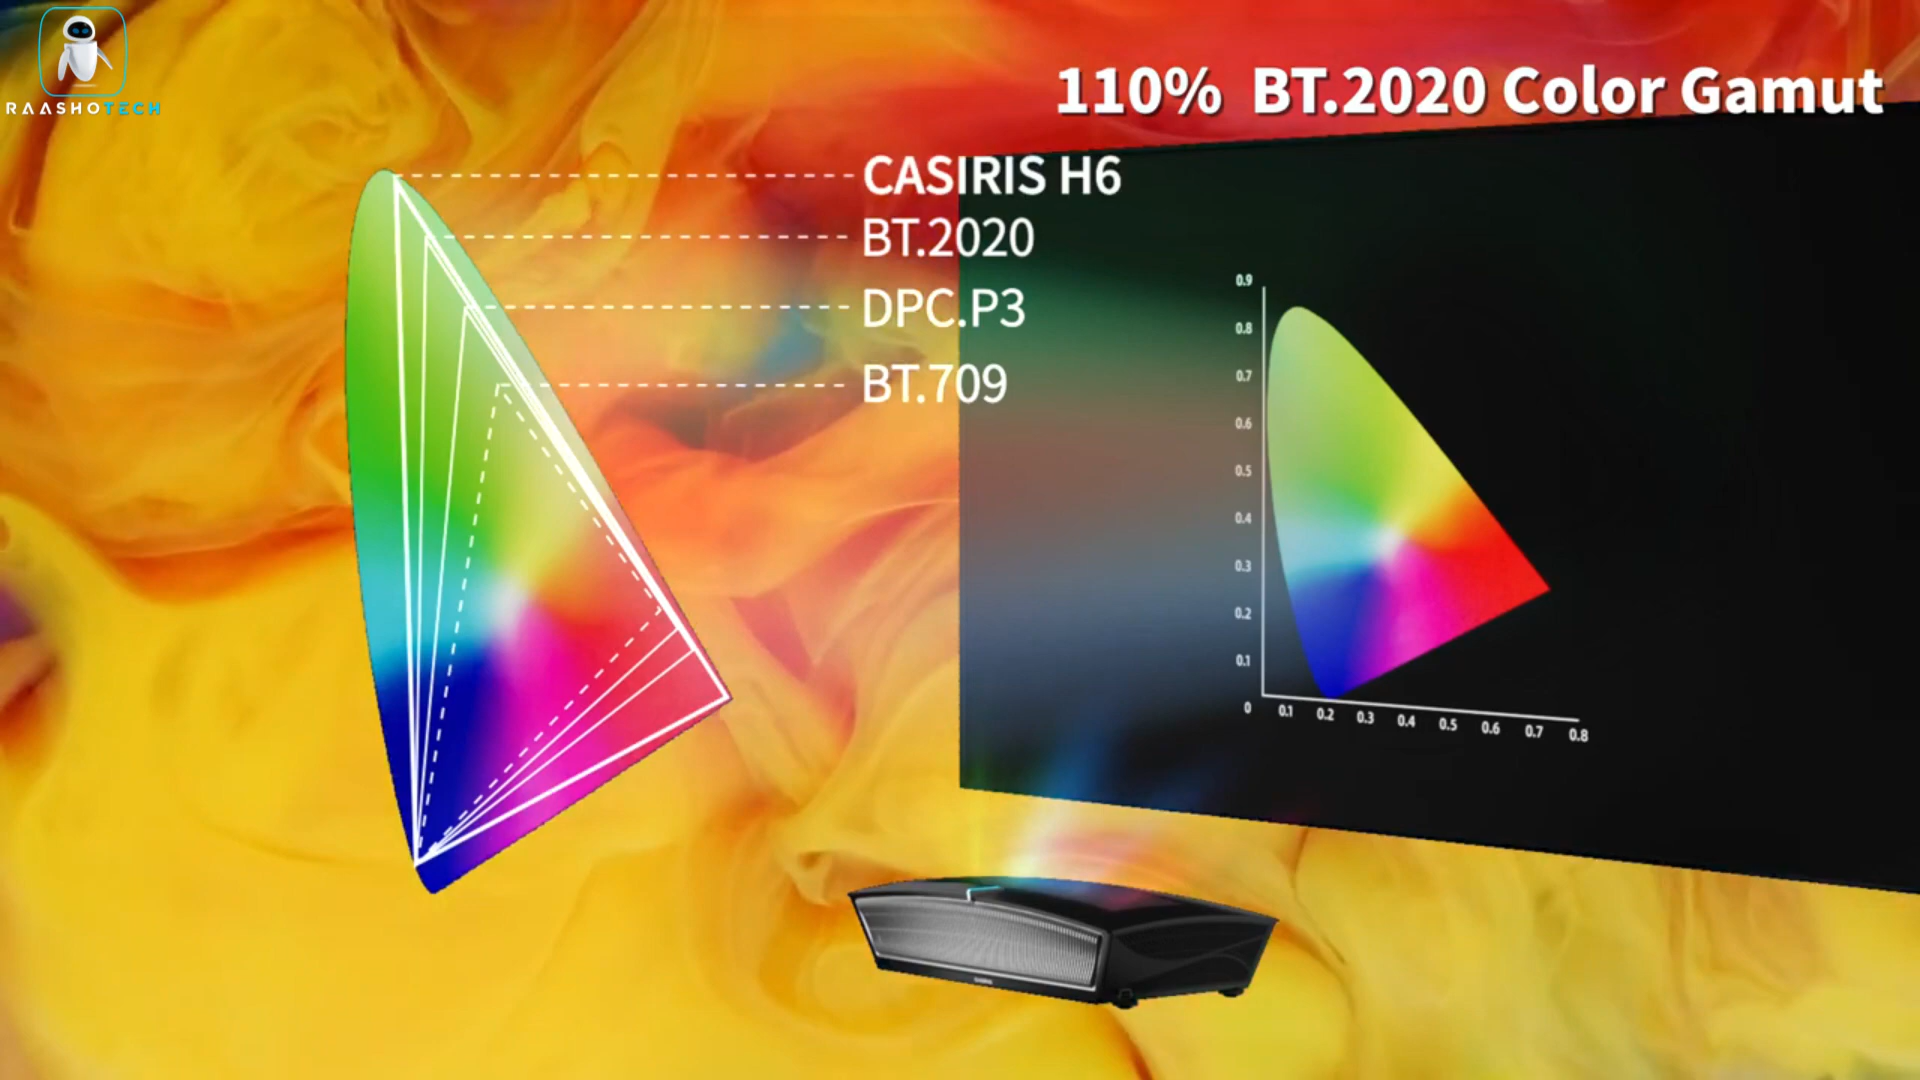 RAASHOTECH
110% BT.2020 Color Gamut
CASIRIS H6
BT.2020
DPC.P3
BT.709
0.9
0.8
0.7
0.6
0.5
0.4
0.3
0.2
0.1
0 0.1 0.2 0.3 0.4 0.5 0.6 0.7 0.8